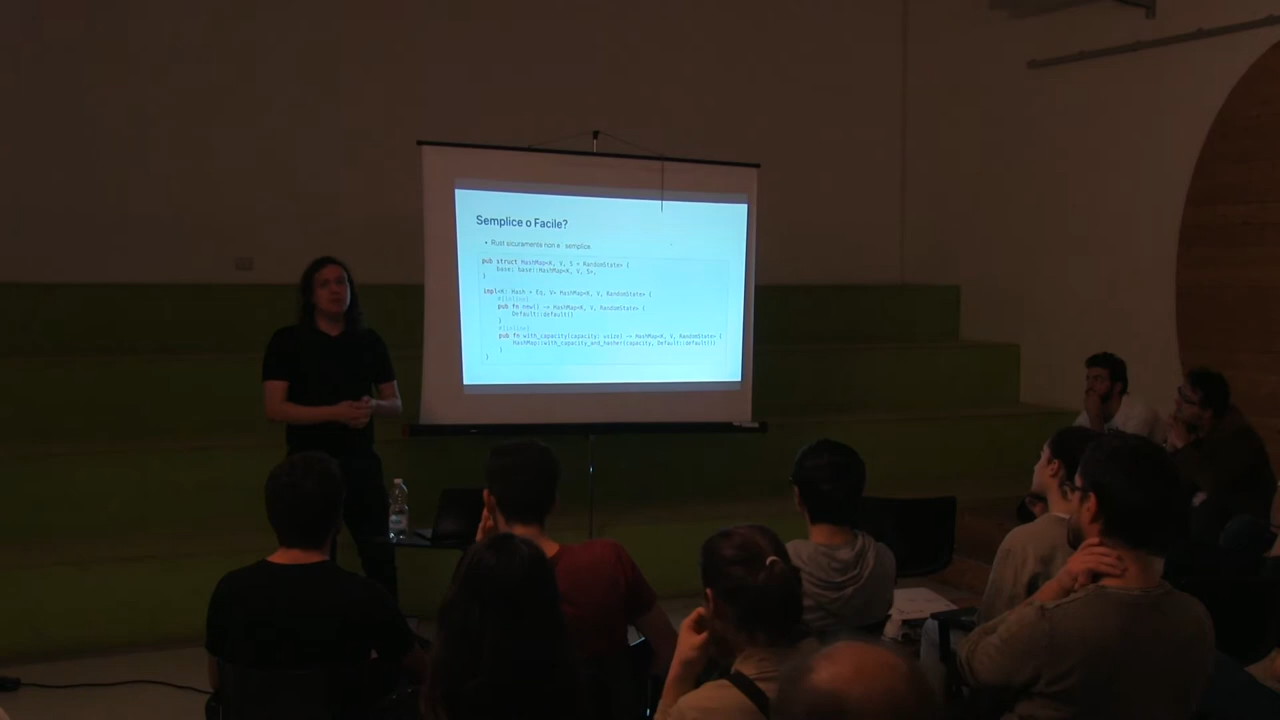 Semplice o Facile?
• Rust sicuramente non e` semplice.
pub struct HashMap<K, V, S = RandomState> {
base: base::HashMap<K, V, S>,
}
impl<K: Hash + Eq, V> HashMap<K, V, RandomState> {
#[inline]
pub fn new() -> HashMap<K, V, RandomState> {
Default::default()
}
#[inline]
pub fn with_capacity(capacity: usize) -> HashMap<K, V, RandomState> {
HashMap::with_capacity_and_hasher(capacity, Default::default())
}
}